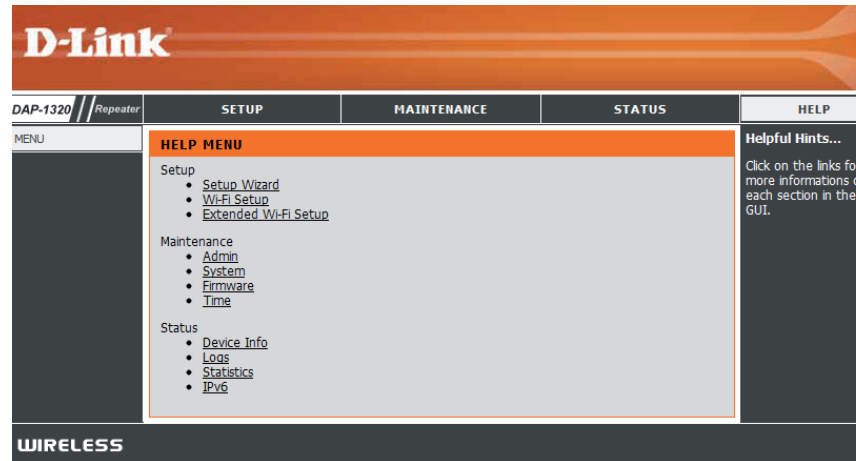 D-Link
DAP-1320 // Repeater SETUP MAINTENANCE STATUS HELP
MENU
HELP MENU
Setup
• Setup Wizard
• Wi-Fi Setup
• Extended Wi-Fi Setup
Maintenance
• Admin
• System
• Firmware
• Time
Status
• Device Info
• Logs
• Statistics
• IPv6
Helpful Hints...
Click on the links fo
more informations
each section in the
GUI.
WIRELESS